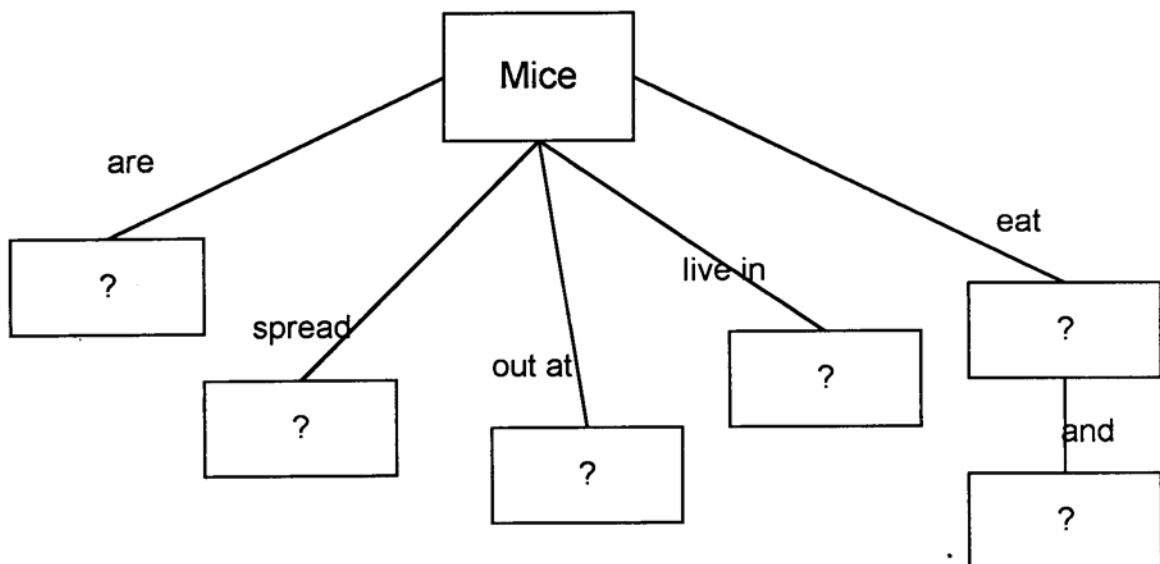 Mice
are
eat
?
live in
?
spread
?
out at
?
and
?
?